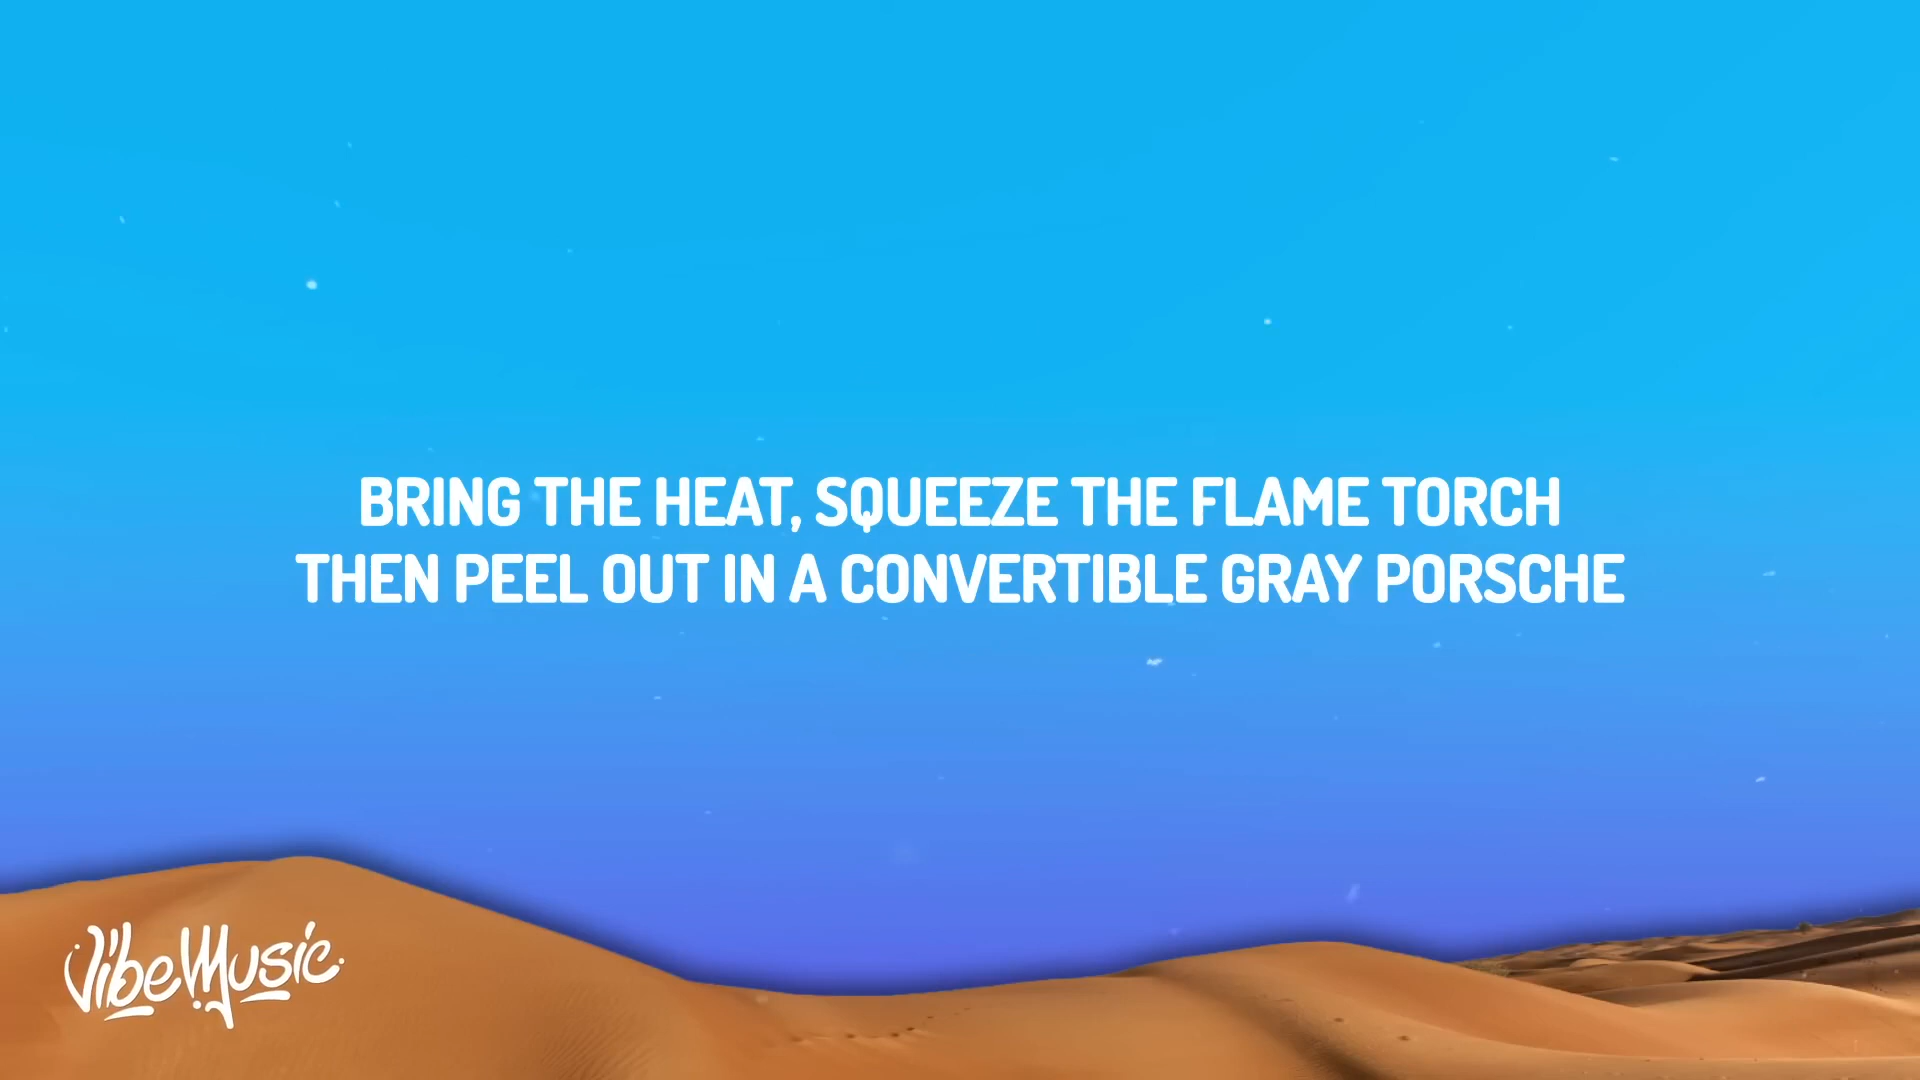 BRING THE HEAT, SQUEEZE THE FLAME TORCH
THEN PEEL OUT IN A CONVERTIBLE GRAY PORSCHE
VibeMusic